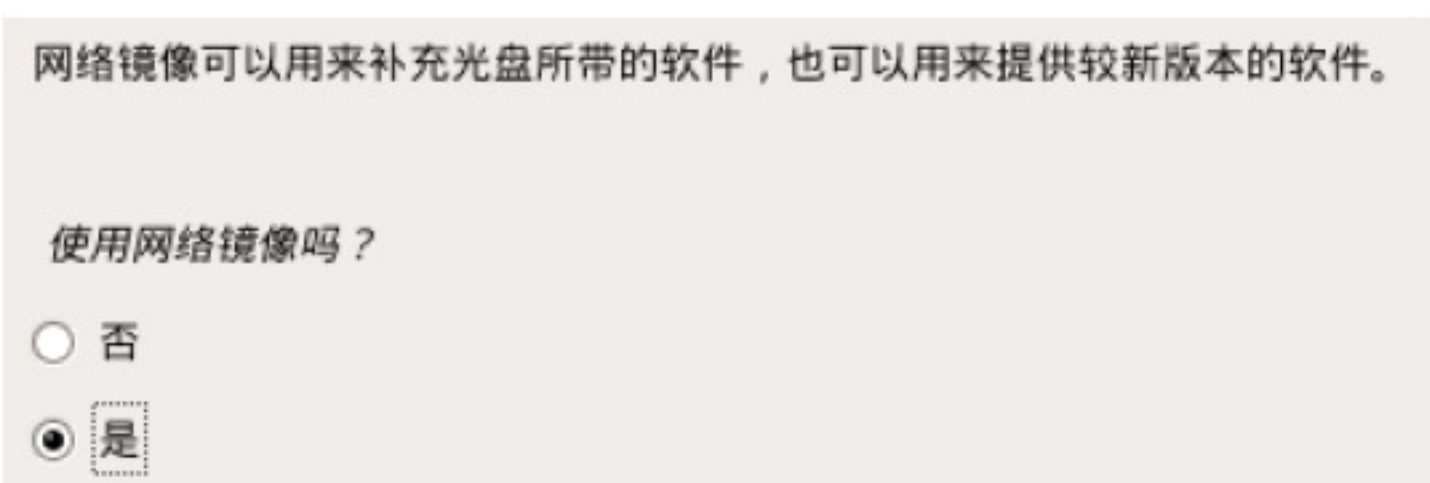 网络镜像可以用来补充光盘所带的软件，也可以用来提供较新版本的软件。
使用网络镜像吗？
否
是